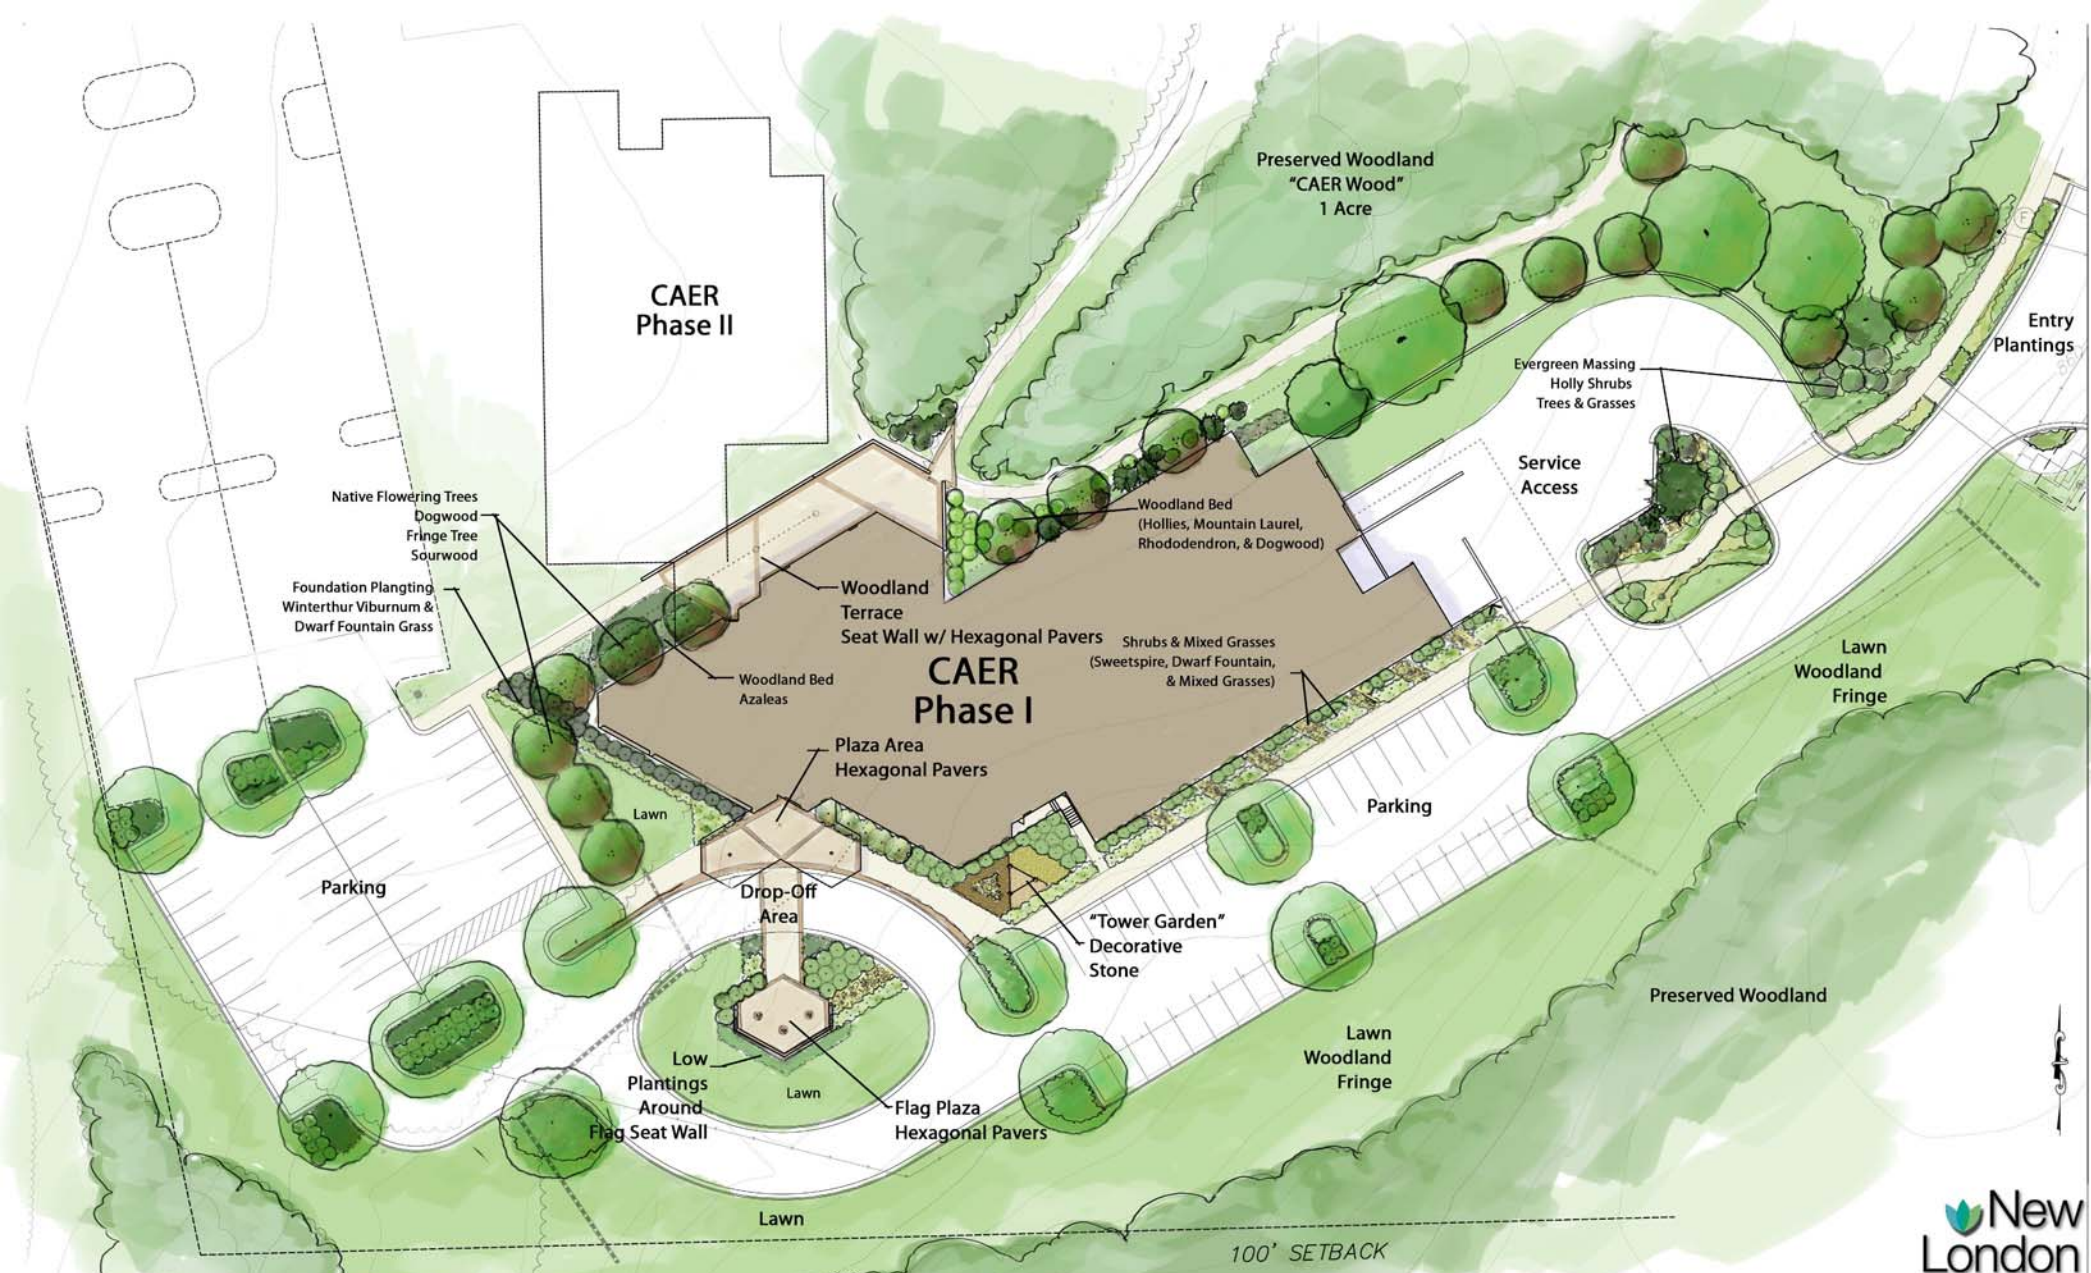 Preserved Woodland
“CAER Wood”
1 Acre
CAER
Phase II
Entry
Plantings
Evergreen Massing
Holly Shrubs
Trees & Grasses
Service
Access
Native Flowering Trees
Dogwood
Fringe Tree
Sourwood
Woodland Bed
(Hollies, Mountain Laurel,
Rhododendron, & Dogwood)
Foundation Plangting
Winterthur Viburnum &
Dwarf Fountain Grass
Woodland
Terrace
Seat Wall w/ Hexagonal Pavers
Shrubs & Mixed Grasses
(Sweetspire, Dwarf Fountain,
& Mixed Grasses)
CAER
Phase I
Woodland Bed
Azaleas
Lawn
Woodland
Fringe
Plaza Area
Hexagonal Pavers
Lawn
Parking
Parking
Drop-Off
Area
“Tower Garden”
Decorative
Stone
Preserved Woodland
Lawn
Woodland
Fringe
Low
Plantings
Around
Flag Seat Wall
Lawn
Flag Plaza
Hexagonal Pavers
Lawn
100' SETBACK
New
London